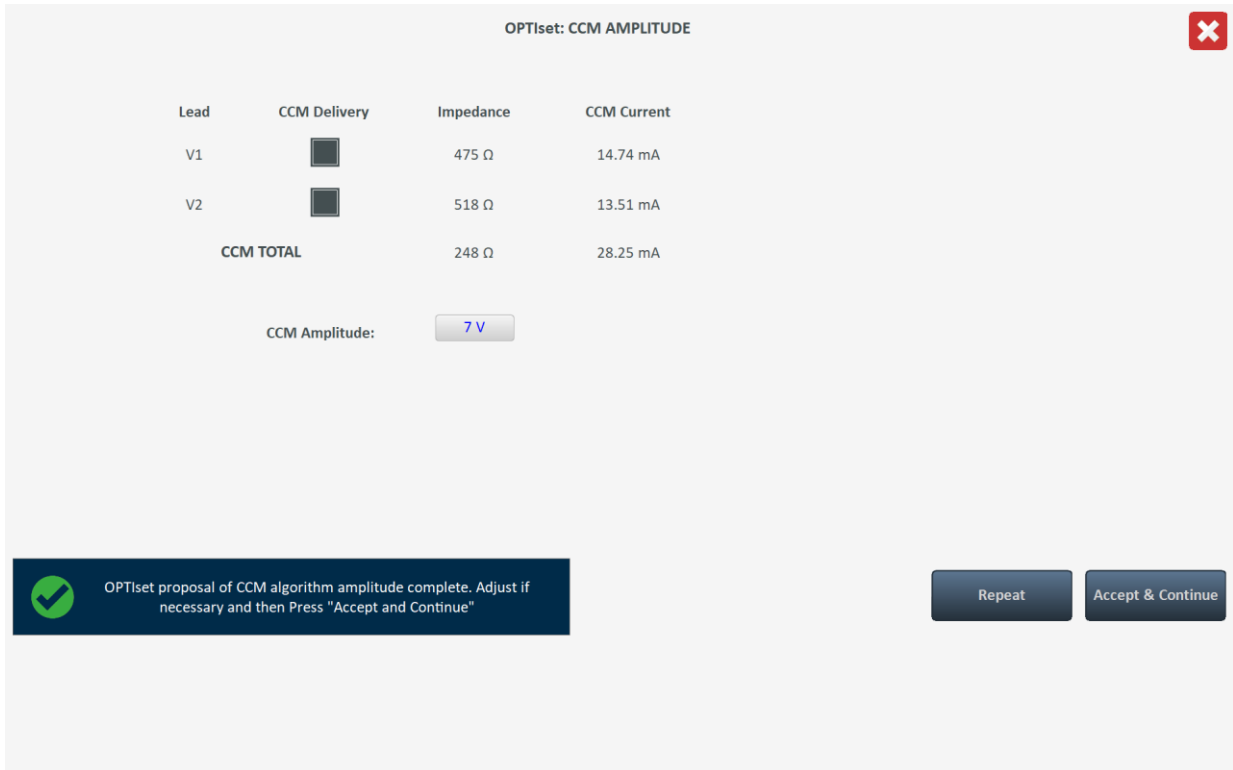 OPTIset: CCM AMPLITUDE
Lead CCM Delivery Impedance CCM Current
V1 475 Ω 14.74 mA
V2 518 Ω 13.51 mA
CCM TOTAL 248 Ω 28.25 mA
CCM Amplitude: 7 V
OPTIset proposal of CCM algorithm amplitude complete. Adjust if
necessary and then Press "Accept and Continue"
Repeat Accept & Continue